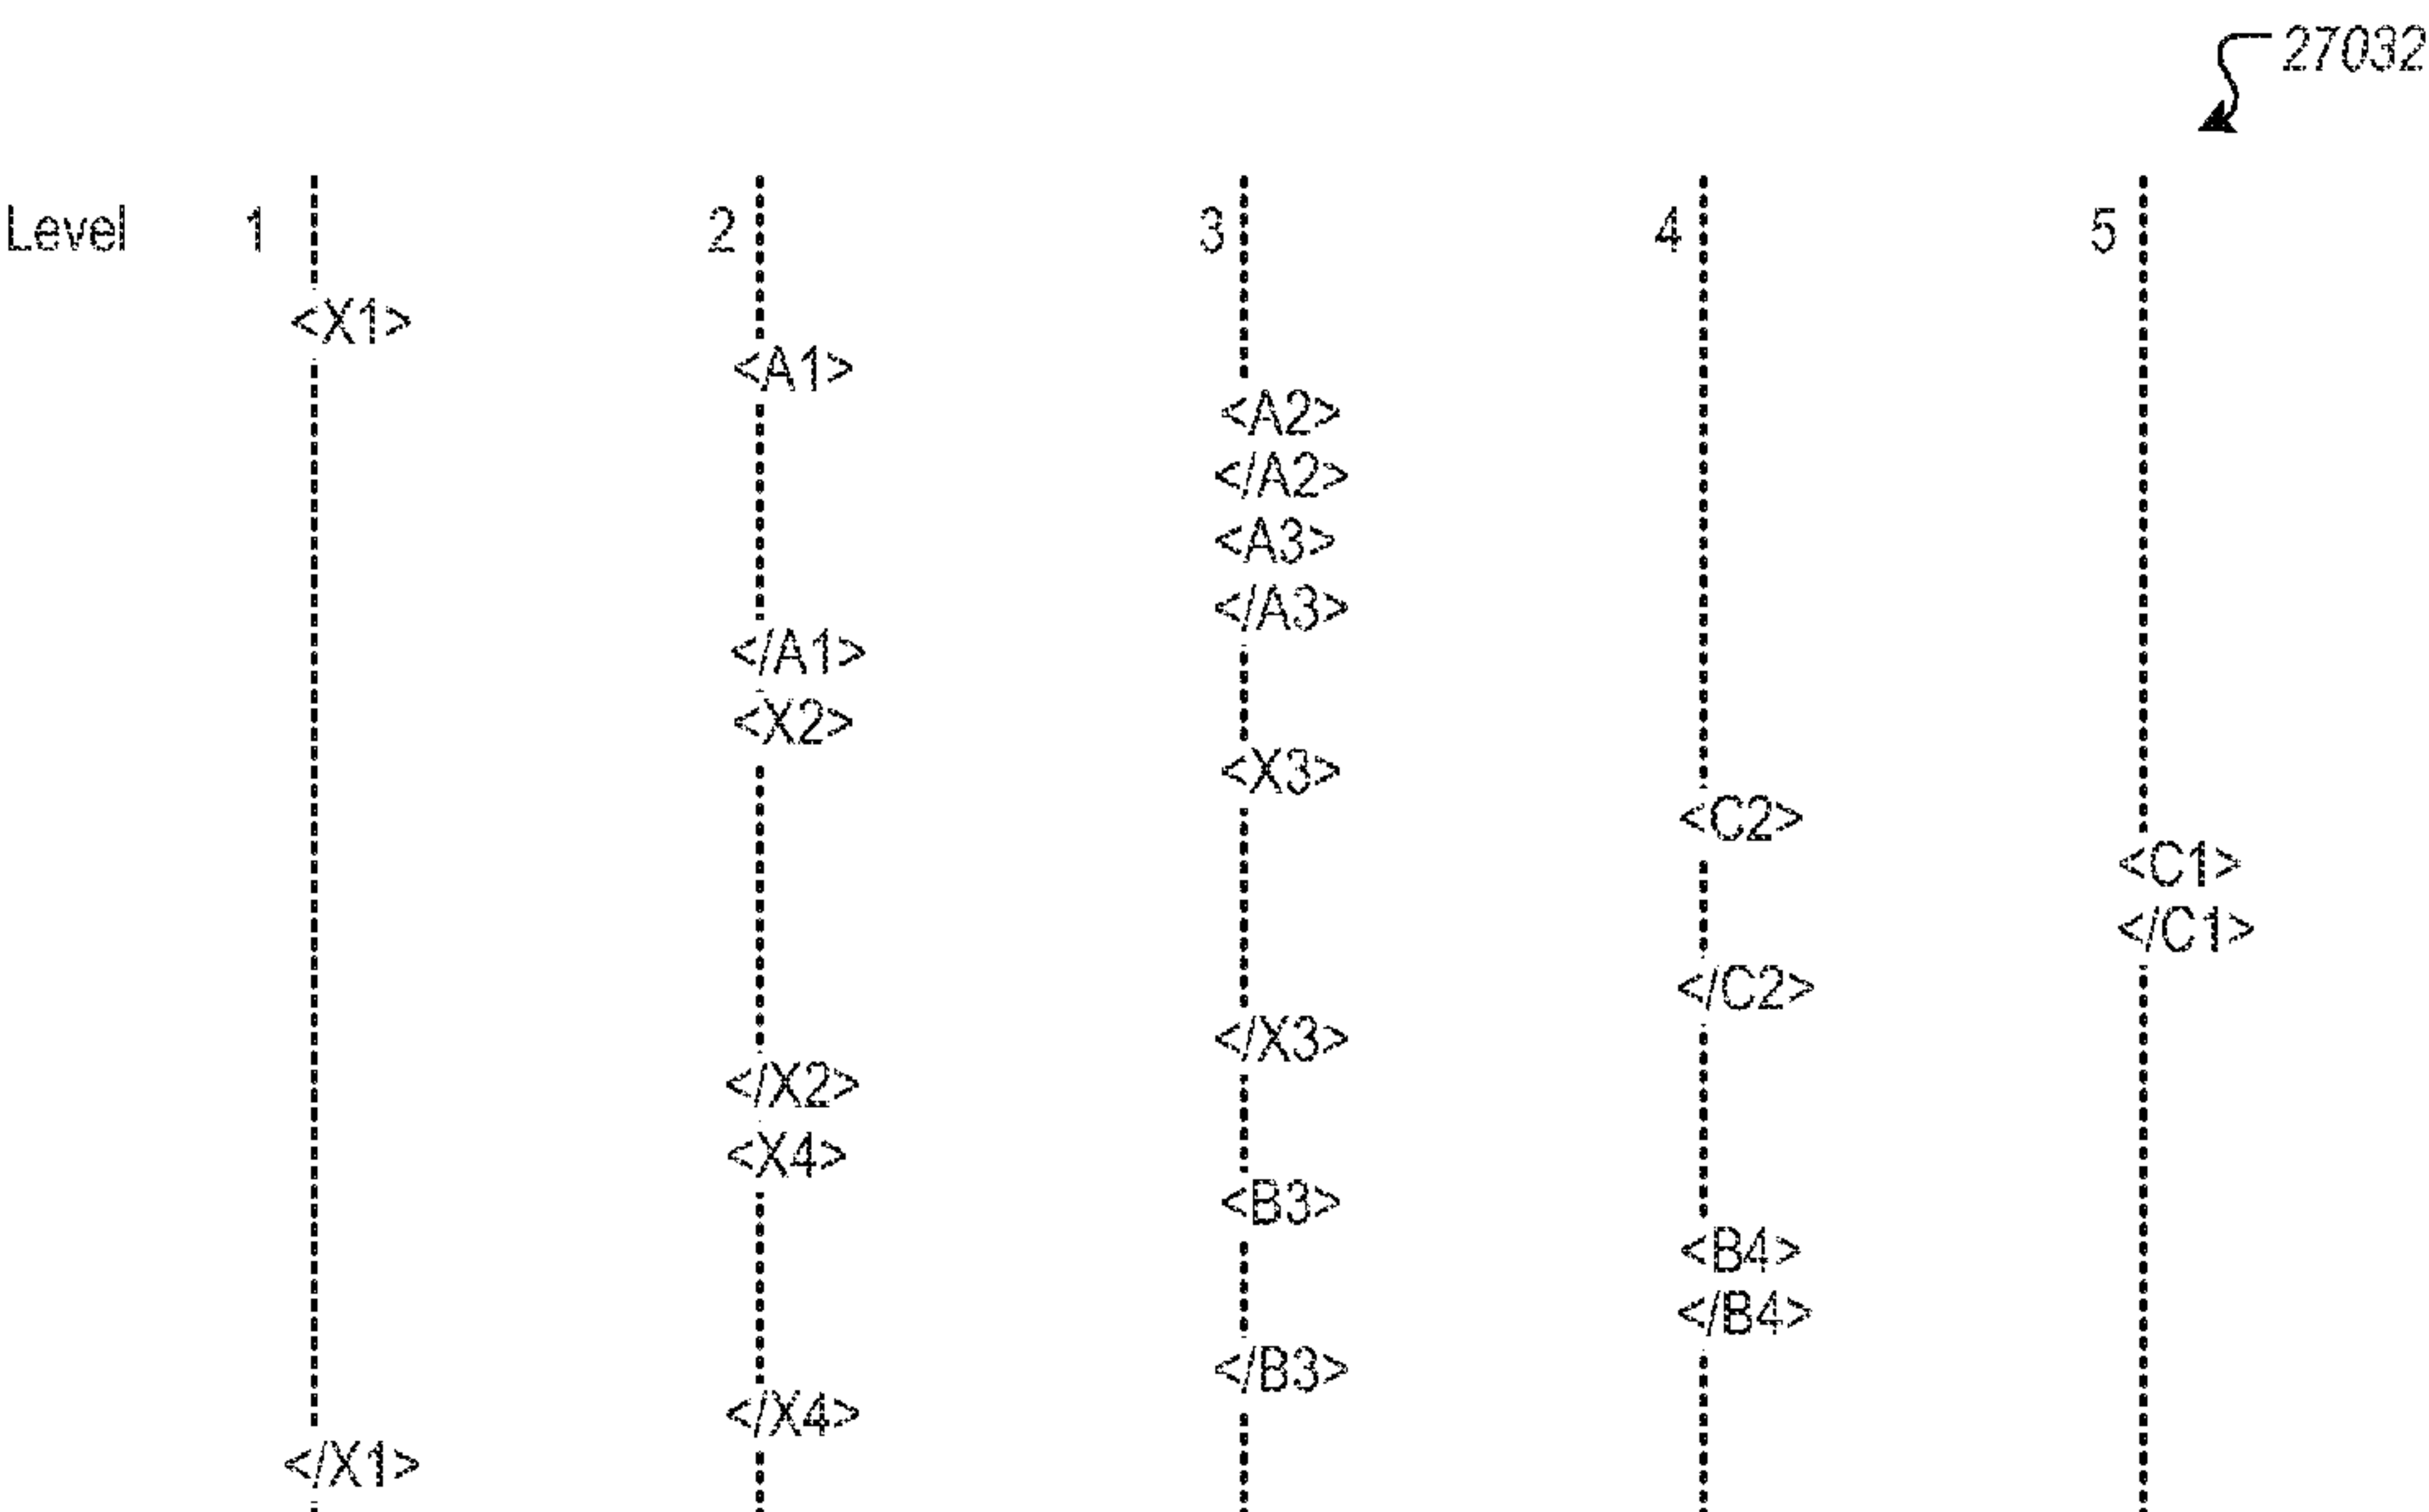 27032
Level 1 2 3 4 5
<X1>
<A1>
<A2>
</A2>
<A3>
</A3>
</A1>
<X2>
<X3>
<C2>
<C1>
</C1>
</C2>
</X3>
</X2>
<X4>
<B3>
<B4>
</B4>
</B3>
</X4>
</X1>